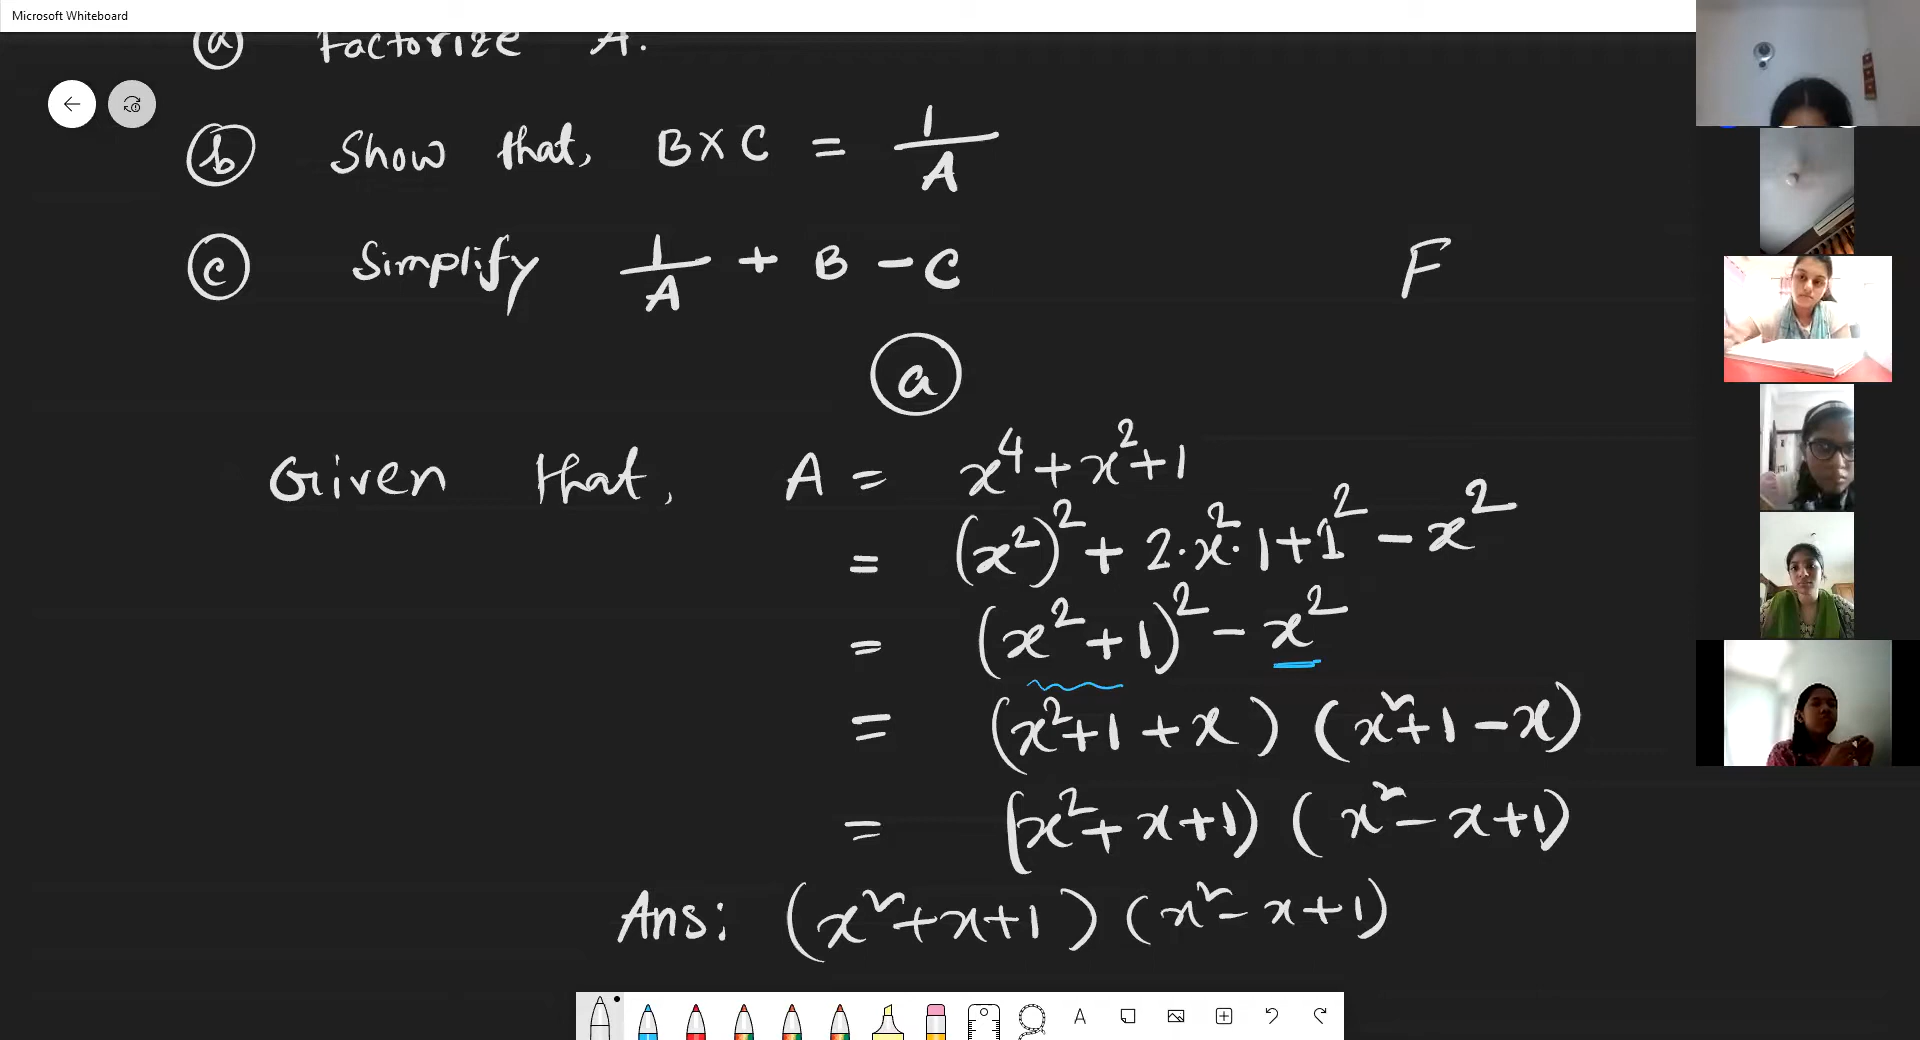 Microsoft Whiteboard
ⓐ Factorize A.
ⓑ Show that, B×C = 1/A
ⓒ Simplify 1/A + B - C
F
ⓐ
Given that, A = x⁴+x²+1
= (x²)² + 2·x²·1+1² - x²
= (x²+1)² - x²
= (x²+1+x) (x²+1-x)
= (x²+x+1) (x²-x+1)
Ans: (x²+x+1) (x²-x+1)
A